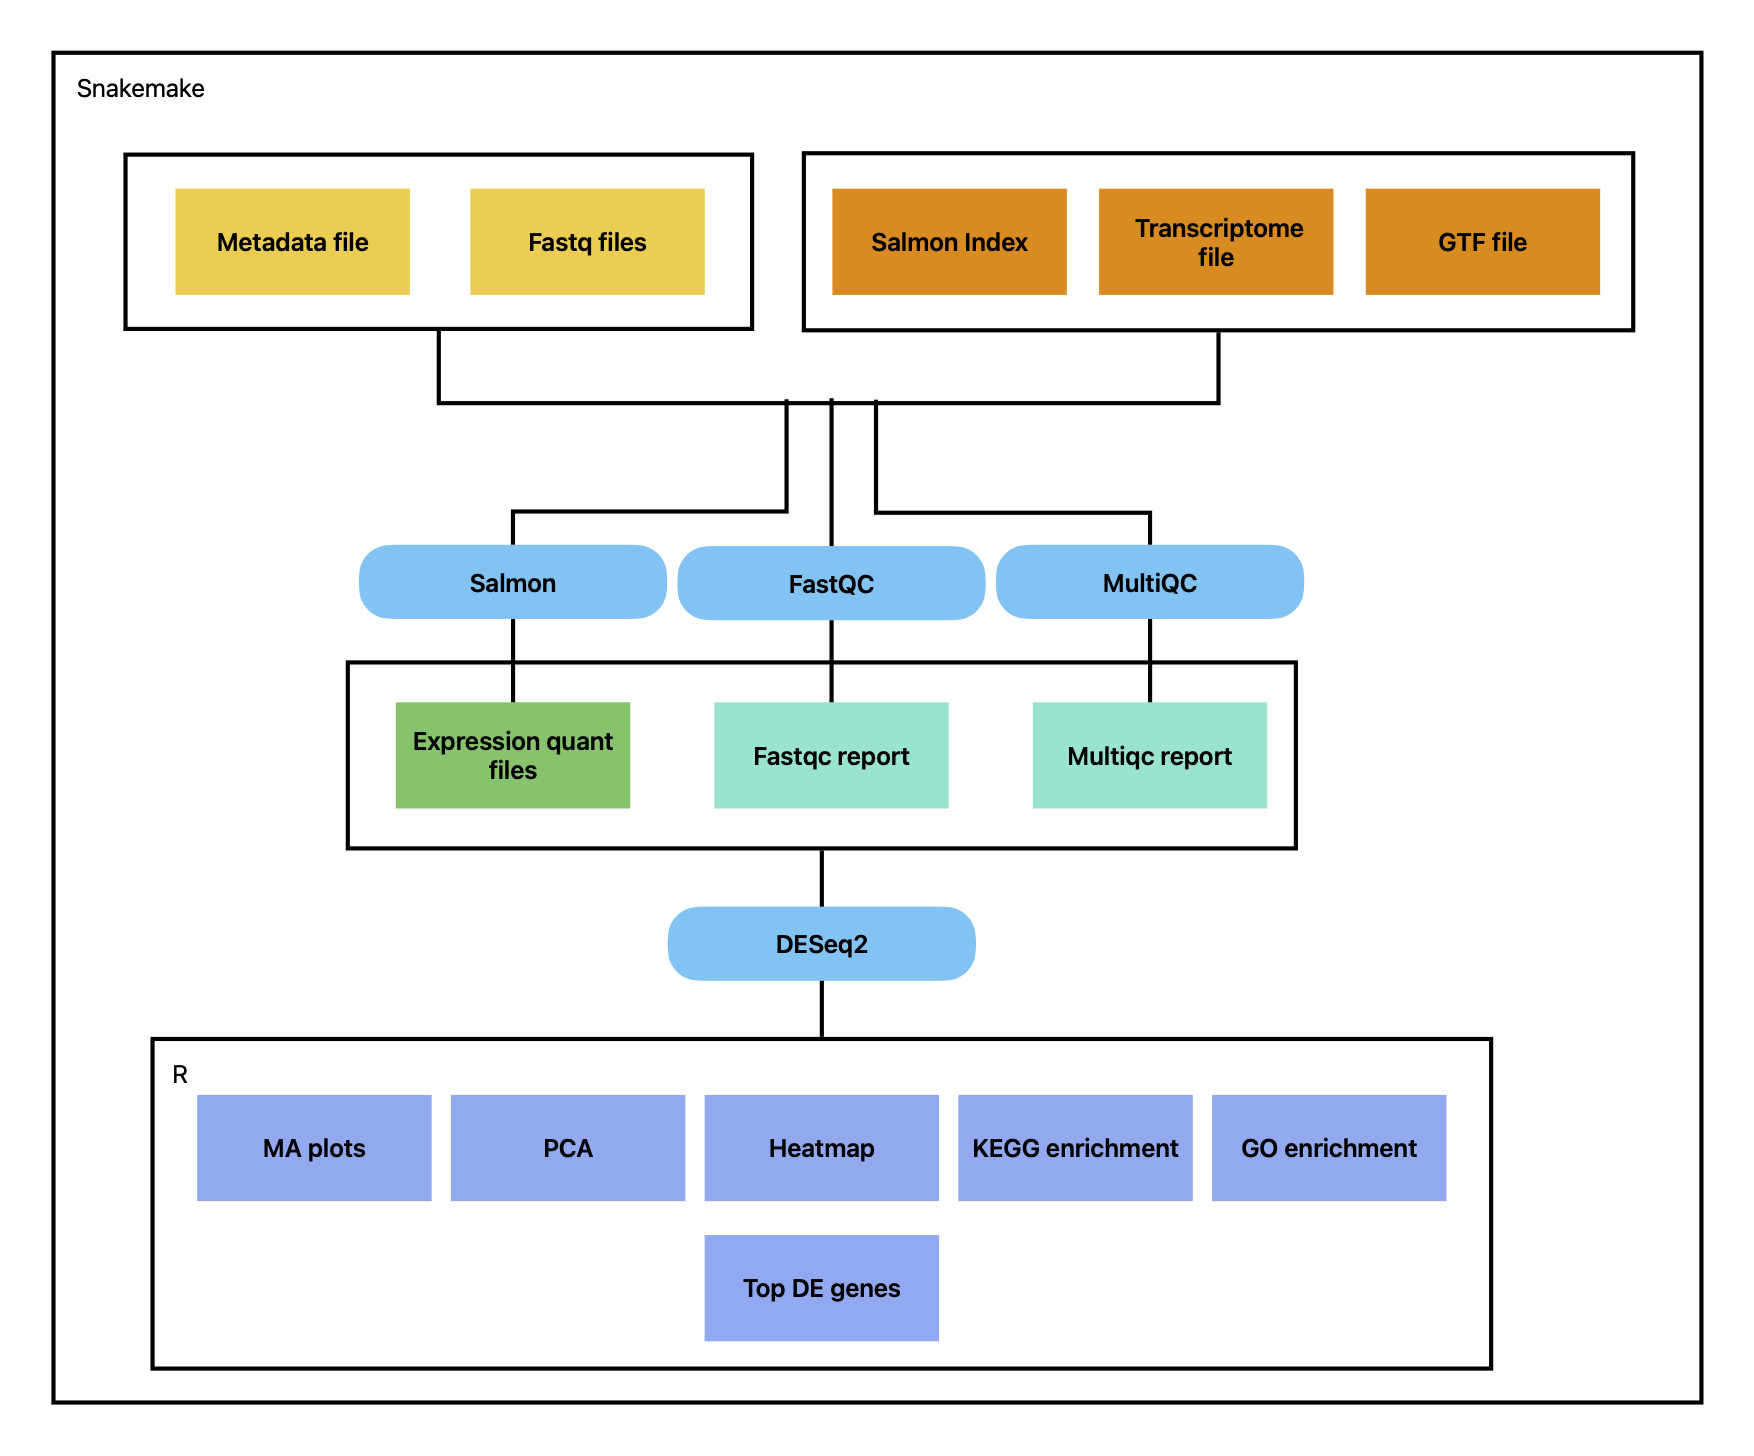 Snakemake
Metadata file
Fastq files
Salmon Index
Transcriptome
file
GTF file
Salmon
FastQC
MultiQC
Expression quant
files
Fastqc report
Multiqc report
DESeq2
R
MA plots
PCA
Heatmap
KEGG enrichment
GO enrichment
Top DE genes